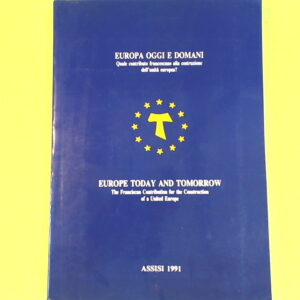 EUROPA OGGI E DOMANI
Quale contributo francescano alla costruzione
dell'unità europea?
EUROPE TODAY AND TOMORROW
The Franciscan Contribution for the Construction
of a United Europe
ASSISI 1991